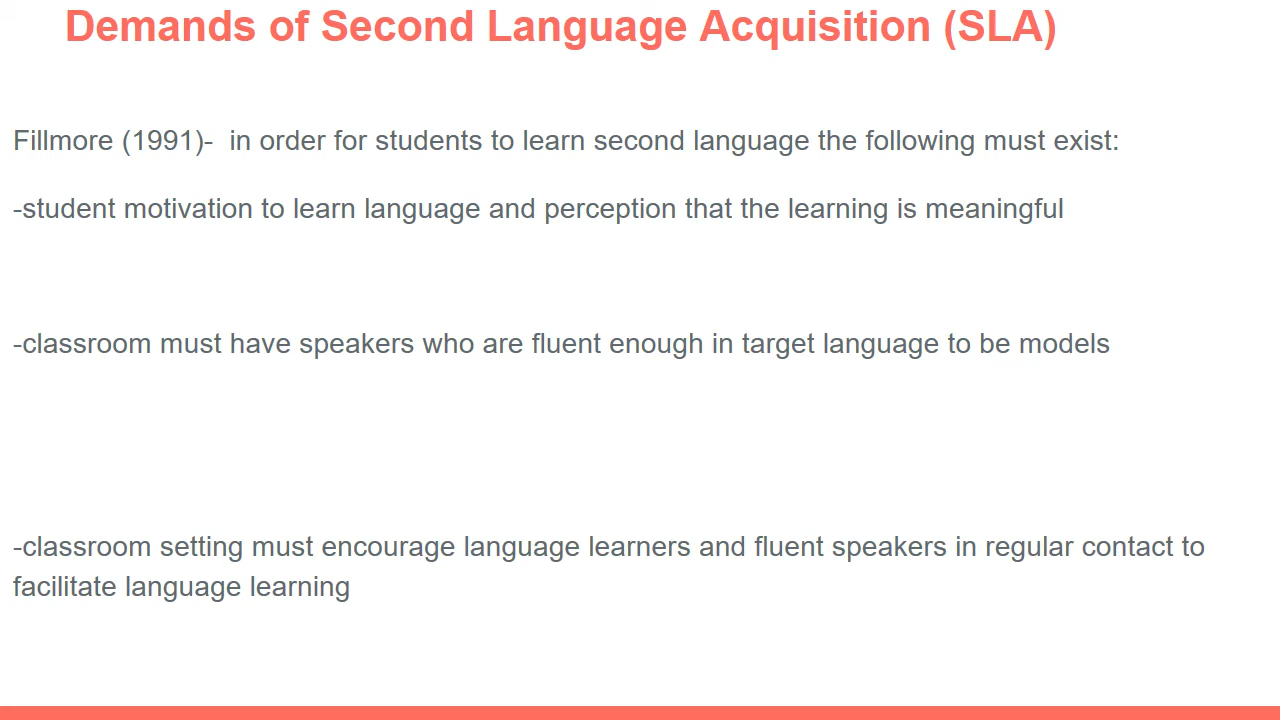 Demands of Second Language Acquisition (SLA)
Fillmore (1991)-  in order for students to learn second language the following must exist:
-student motivation to learn language and perception that the learning is meaningful
-classroom must have speakers who are fluent enough in target language to be models
-classroom setting must encourage language learners and fluent speakers in regular contact to
facilitate language learning